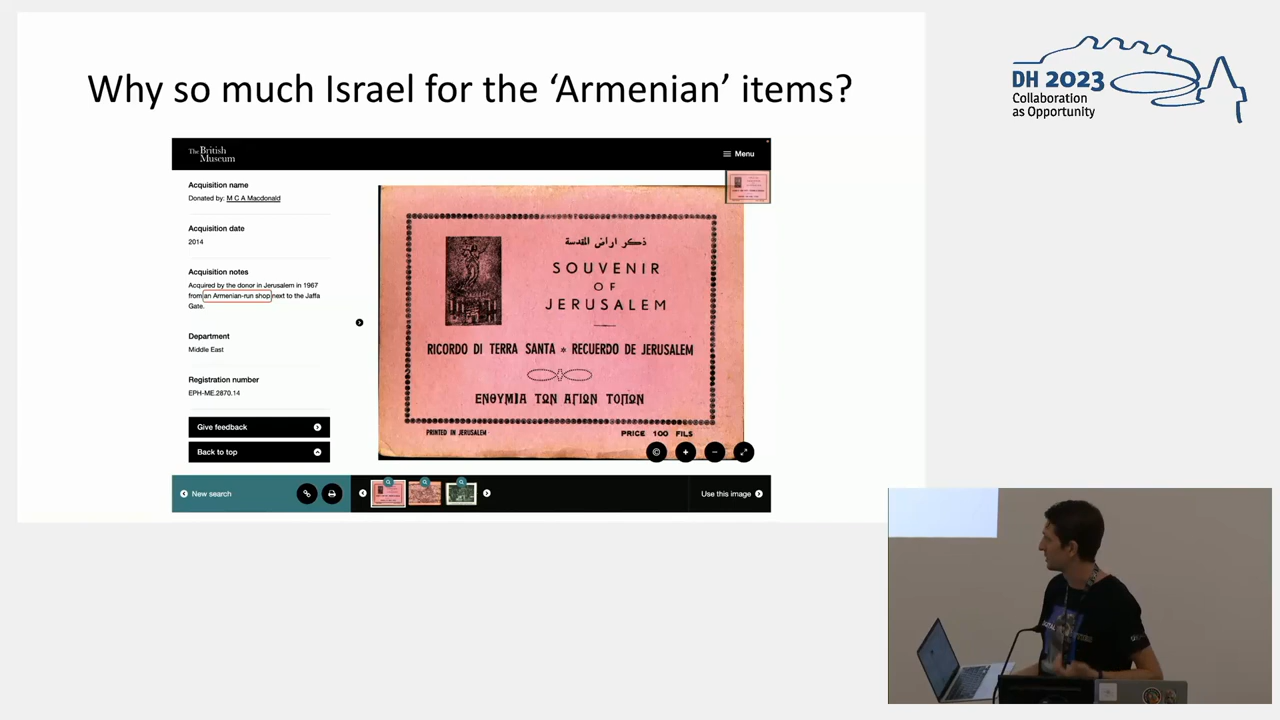 Why so much Israel for the ‘Armenian’ items?
DH 2023
Collaboration
as Opportunity
The British
Museum
Menu
Acquisition name
Donated by: M C A Macdonald
Acquisition date
2014
Acquisition notes
Acquired by the donor in Jerusalem in 1967
from an Armenian-run shop next to the Jaffa
Gate.
Department
Middle East
Registration number
EPH-ME.2870.14
Give feedback
Back to top
ذكر اراض المقدسة
SOUVENIR
OF
JERUSALEM
RICORDO DI TERRA SANTA * RECUERDO DE JERUSALEM
ΕΝΘΥΜΙΑ ΤΩΝ ΑΓΙΩΝ ΤΟΠΩΝ
PRINTED IN JERUSALEM
PRICE 100 FILS
New search
Use this image